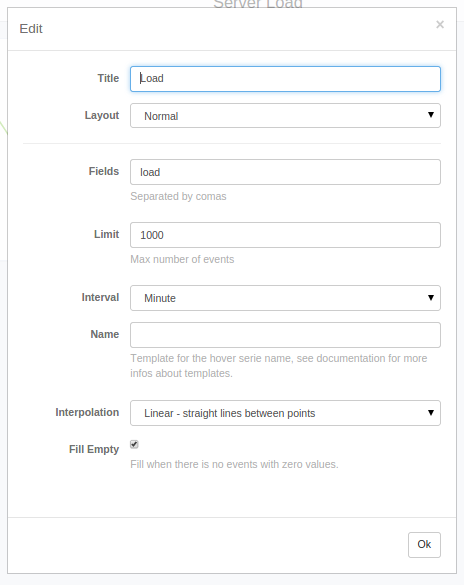 Server Load
Edit
×
Title
Load
Layout
Normal
Fields
load
Separated by comas
Limit
1000
Max number of events
Interval
Minute
Name
Template for the hover serie name, see documentation for more
infos about templates.
Interpolation
Linear - straight lines between points
Fill Empty
Fill when there is no events with zero values.
Ok